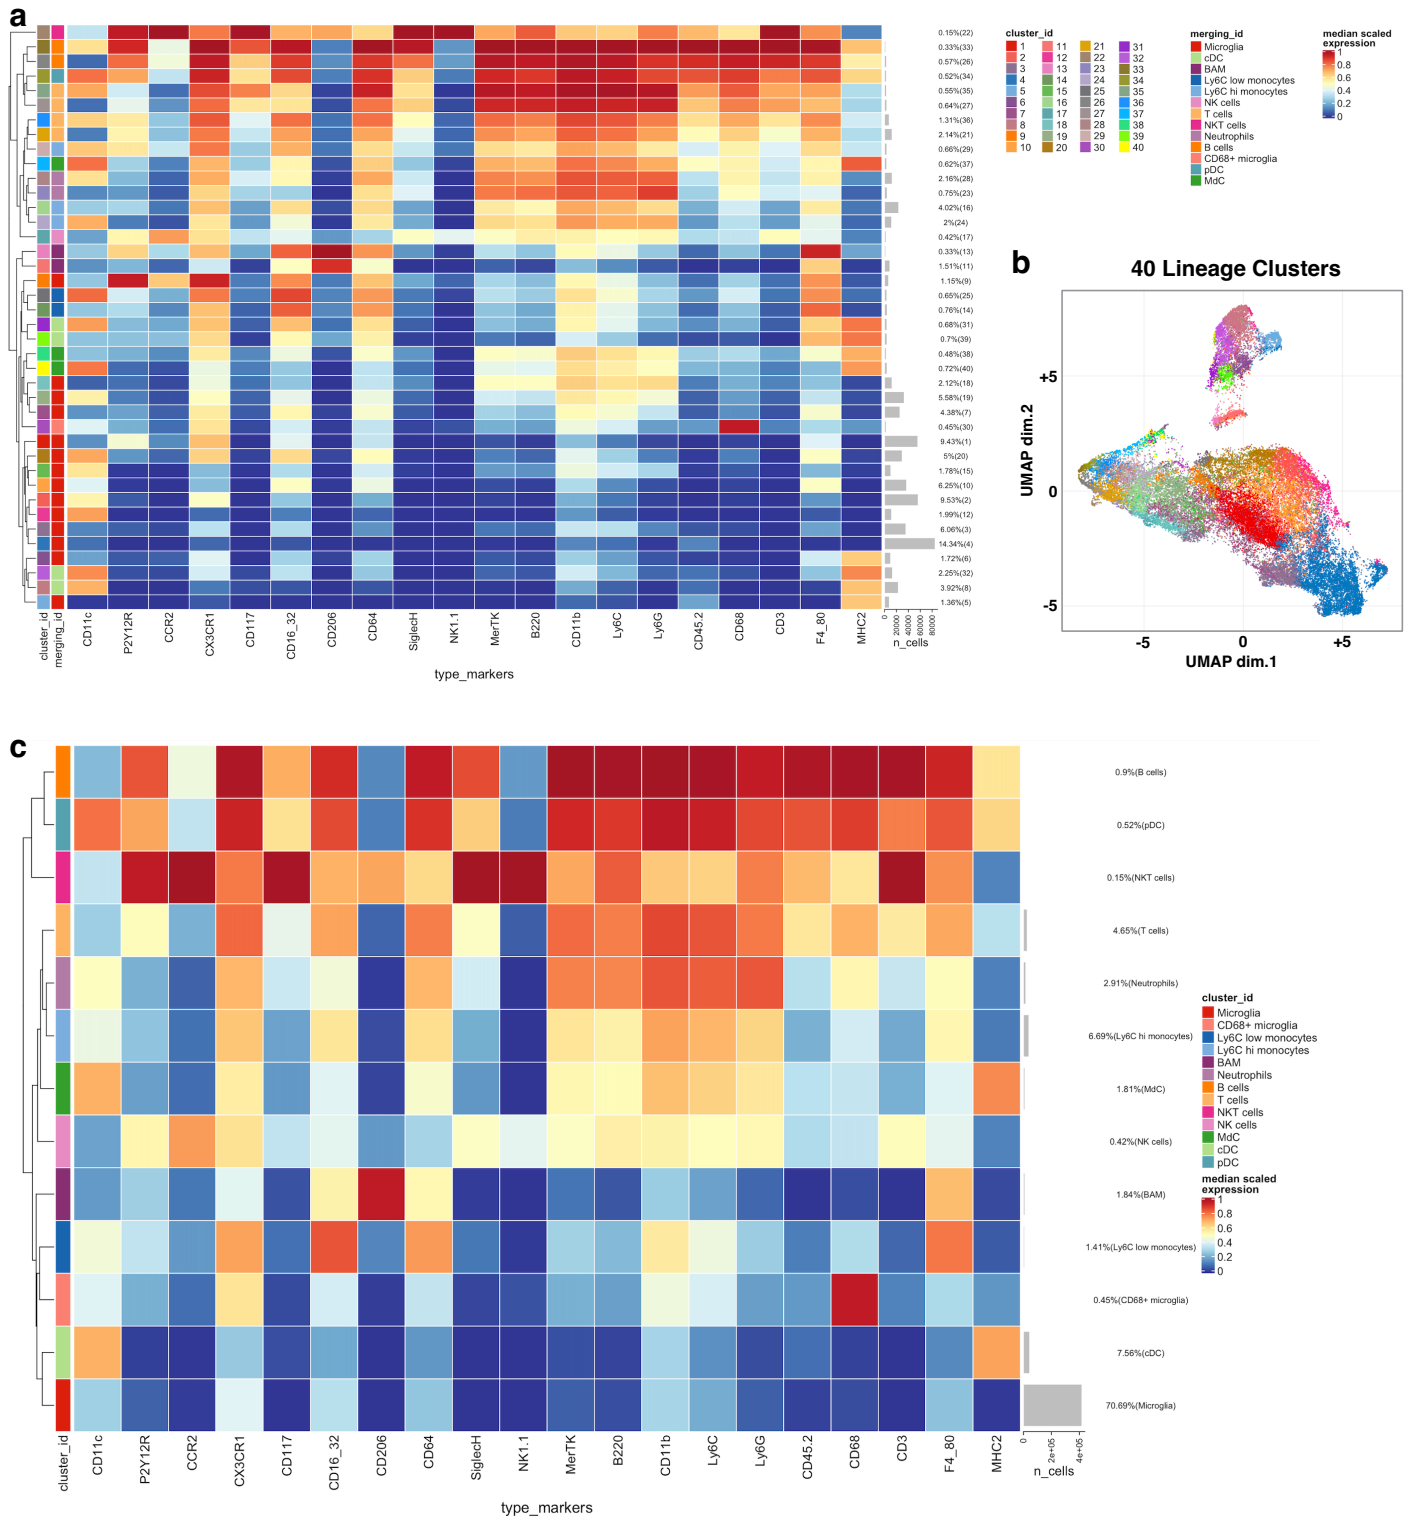 a
0.15%(22)
0.33%(33)
0.57%(26)
0.52%(34)
0.55%(35)
0.64%(27)
1.31%(36)
2.14%(21)
0.66%(29)
0.62%(37)
2.16%(28)
0.75%(23)
4.02%(16)
2%(24)
0.42%(17)
0.33%(13)
1.51%(11)
1.15%(9)
0.65%(25)
0.76%(14)
0.68%(31)
0.7%(39)
0.48%(38)
0.72%(40)
2.12%(18)
5.58%(19)
4.38%(7)
0.45%(30)
9.43%(1)
5%(20)
1.78%(15)
6.25%(10)
9.53%(2)
1.99%(12)
6.06%(3)
14.34%(4)
1.72%(6)
2.25%(32)
3.92%(8)
1.36%(5)
cluster_id
merging_id
CD11c
P2Y12R
CCR2
CX3CR1
CD117
CD16_32
CD206
CD64
SiglecH
NK1.1
MerTK
B220
CD11b
Ly6C
Ly6G
CD45.2
CD68
CD3
F4_80
MHC2
0
20000
40000
60000
80000
n_cells
type_markers
cluster_id
1 11 21 31
2 12 22 32
3 13 23 33
4 14 24 34
5 15 25 35
6 16 26 36
7 17 27 37
8 18 28 38
9 19 29 39
10 20 30 40
merging_id
Microglia
cDC
BAM
Ly6C low monocytes
Ly6C hi monocytes
NK cells
T cells
NKT cells
Neutrophils
B cells
CD68+ microglia
pDC
MdC
median scaled
expression
1
0.8
0.6
0.4
0.2
0
b
40 Lineage Clusters
UMAP dim.2
+5
0
-5
-5 0 +5
UMAP dim.1
c
0.9%(B cells)
0.52%(pDC)
0.15%(NKT cells)
4.65%(T cells)
2.91%(Neutrophils)
6.69%(Ly6C hi monocytes)
1.81%(MdC)
0.42%(NK cells)
1.84%(BAM)
1.41%(Ly6C low monocytes)
0.45%(CD68+ microglia)
7.56%(cDC)
70.69%(Microglia)
cluster_id
CD11c
P2Y12R
CCR2
CX3CR1
CD117
CD16_32
CD206
CD64
SiglecH
NK1.1
MerTK
B220
CD11b
Ly6C
Ly6G
CD45.2
CD68
CD3
F4_80
MHC2
0
2e+05
4e+05
n_cells
type_markers
cluster_id
Microglia
CD68+ microglia
Ly6C low monocytes
Ly6C hi monocytes
BAM
Neutrophils
B cells
T cells
NKT cells
NK cells
MdC
cDC
pDC
median scaled
expression
1
0.8
0.6
0.4
0.2
0